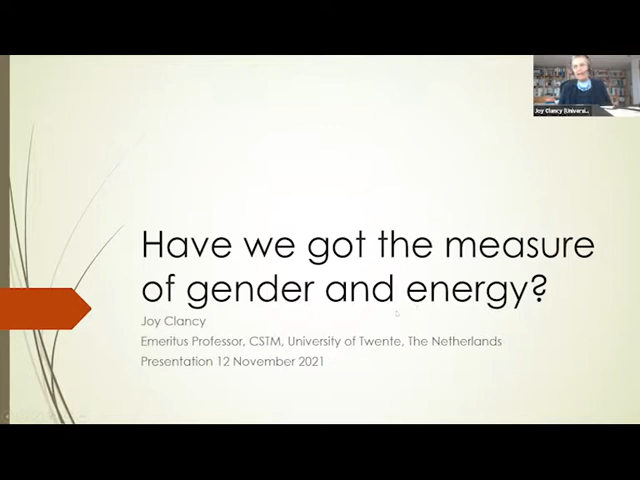 Joy Clancy (Universi...
Have we got the measure
of gender and energy?
Joy Clancy
Emeritus Professor, CSTM, University of Twente, The Netherlands
Presentation 12 November 2021